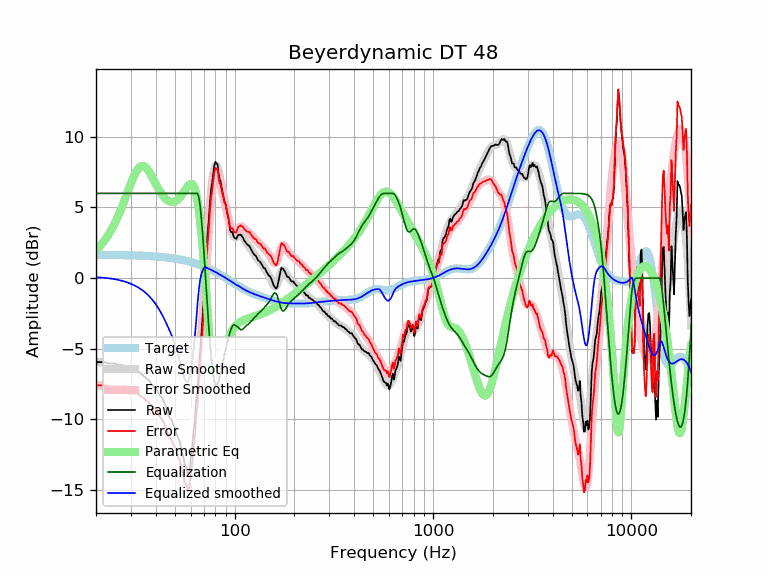 Beyerdynamic DT 48
Amplitude (dBr)
10
5
0
−5
−10
−15
Target
Raw Smoothed
Error Smoothed
Raw
Error
Parametric Eq
Equalization
Equalized smoothed
100
1000
10000
Frequency (Hz)